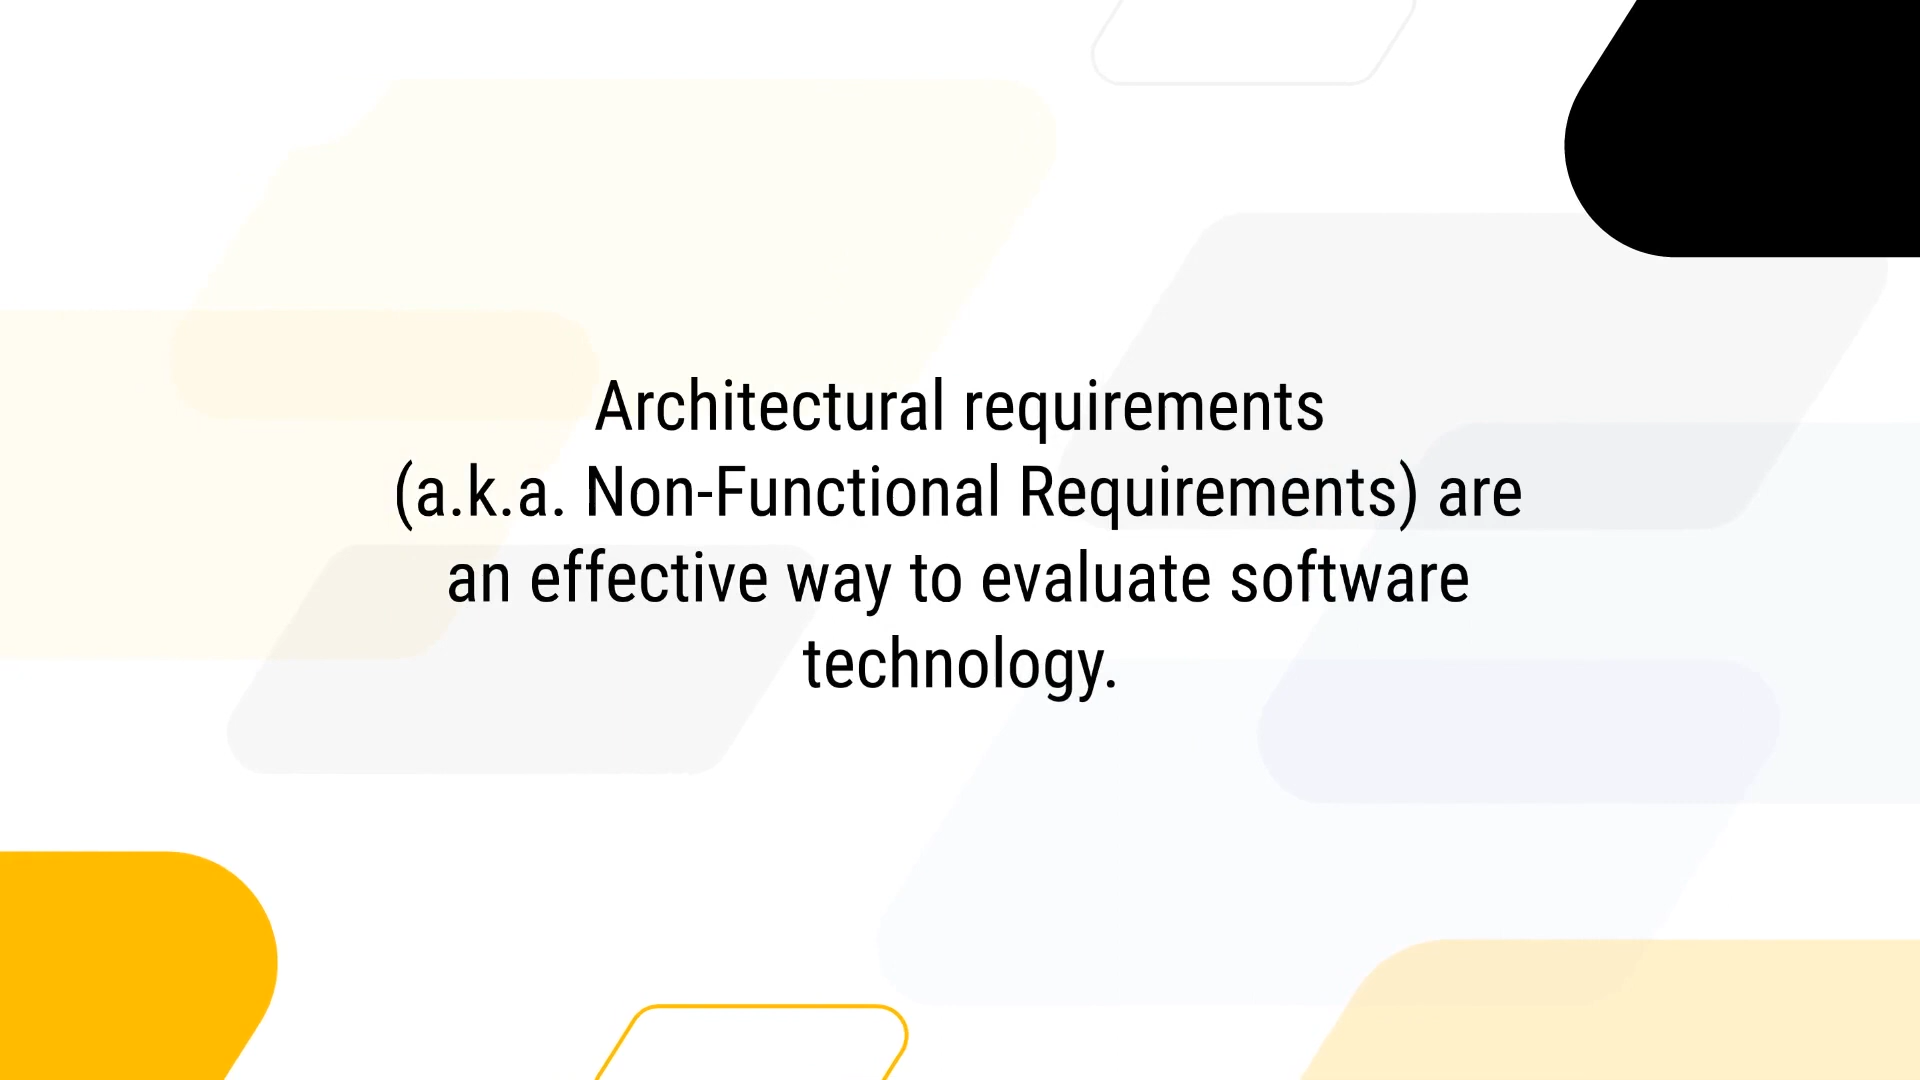 Architectural requirements
(a.k.a. Non-Functional Requirements) are
an effective way to evaluate software
technology.